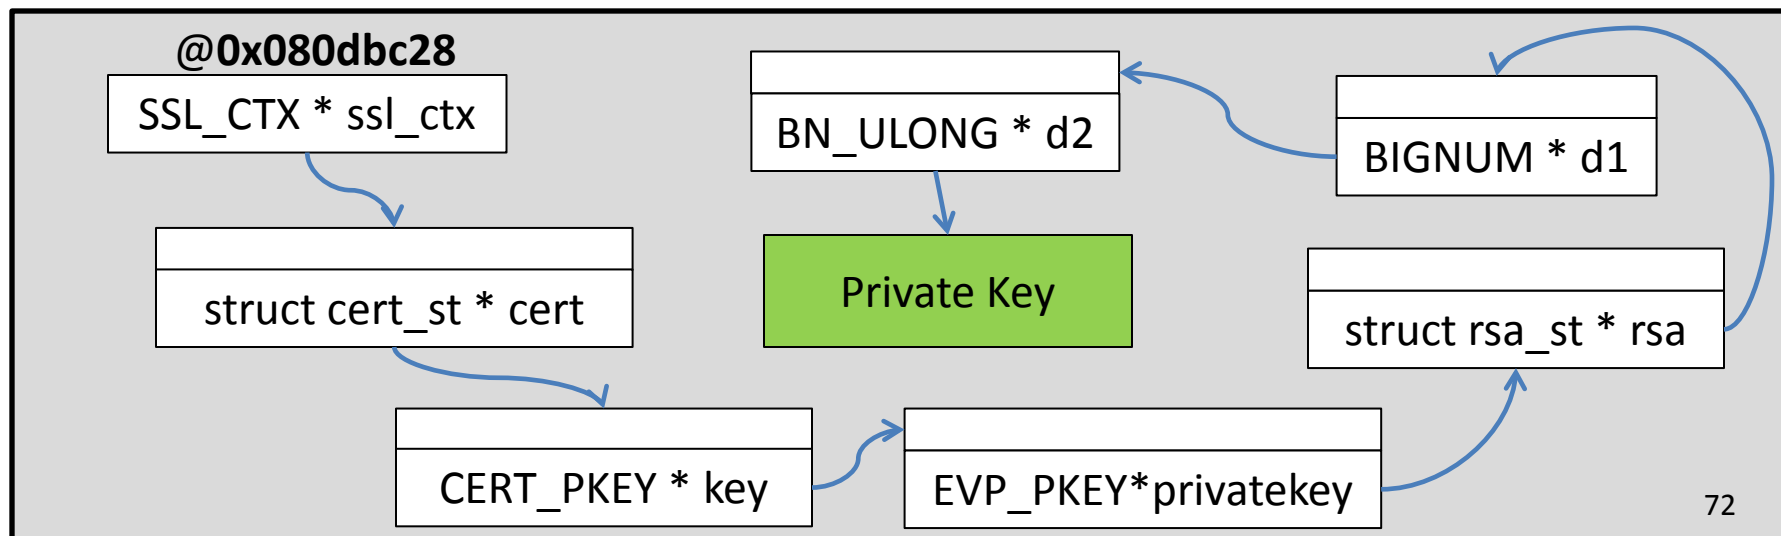 @0x080dbc28
SSL_CTX * ssl_ctx
struct cert_st * cert
CERT_PKEY * key
EVP_PKEY*privatekey
struct rsa_st * rsa
BIGNUM * d1
BN_ULONG * d2
Private Key
72